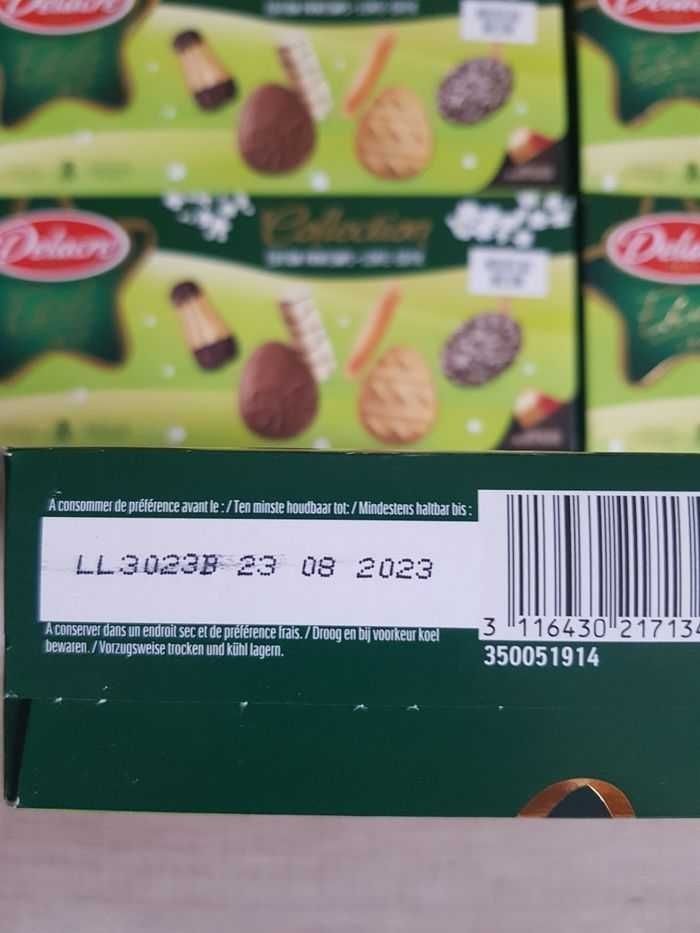 Delacre
Delacre
Collection
A consommer de préférence avant le : / Ten minste houdbaar tot: / Mindestens haltbar bis :
LL3023B 23 08 2023
A conserver dans un endroit sec et de préférence frais. / Droog en bij voorkeur koel
bewaren. / Vorzugsweise trocken und kühl lagern.
3 116430 217134
350051914